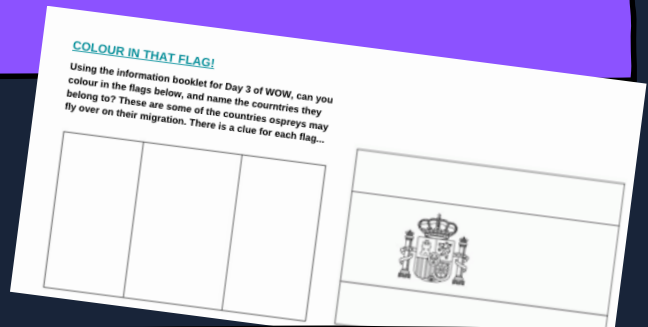 COLOUR IN THAT FLAG!
Using the information booklet for Day 3 of WOW, can you
colour in the flags below, and name the courntries they
belong to? These are some of the countries ospreys may
fly over on their migration. There is a clue for each flag...